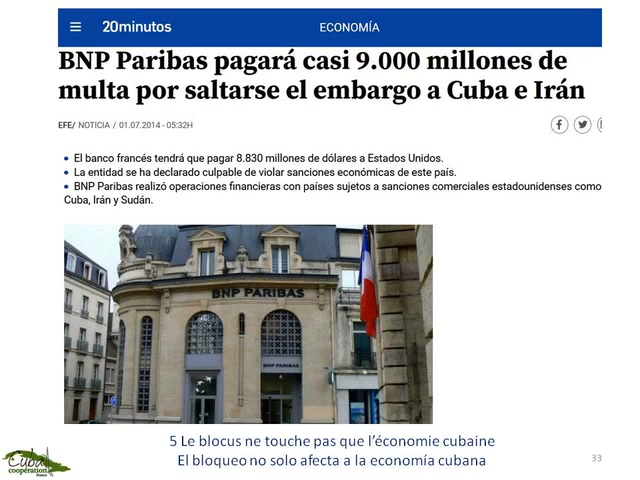 20minutos
ECONOMÍA
BNP Paribas pagará casi 9.000 millones de
multa por saltarse el embargo a Cuba e Irán
EFE/ NOTICIA / 01.07.2014 - 05:32H
• El banco francés tendrá que pagar 8.830 millones de dólares a Estados Unidos.
• La entidad se ha declarado culpable de violar sanciones económicas de este país.
• BNP Paribas realizó operaciones financieras con países sujetos a sanciones comerciales estadounidenses como
Cuba, Irán y Sudán.
BNP PARIBAS
BNP PARIBAS
5 Le blocus ne touche pas que l'économie cubaine
El bloqueo no solo afecta a la economía cubana
Cuba
coopération
France
33